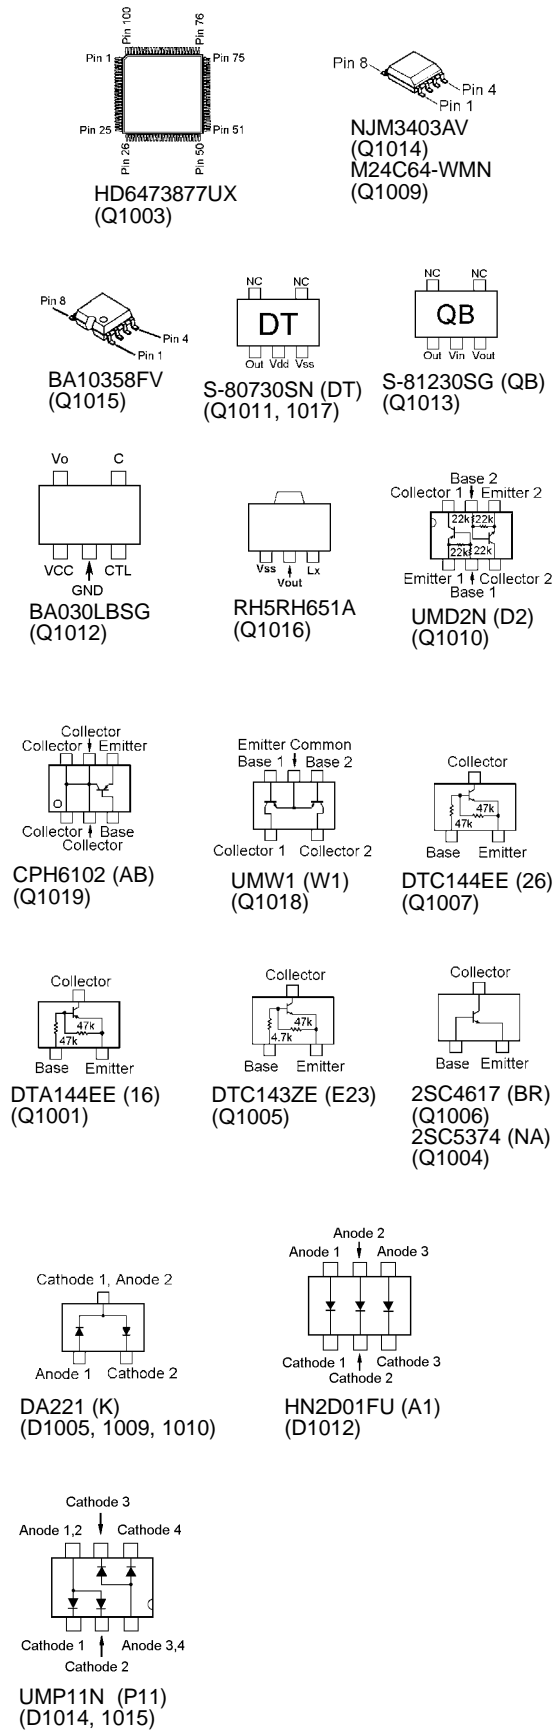 Pin 100
Pin 76
Pin 1
Pin 75
Pin 25
Pin 51
Pin 26
Pin 50
HD6473877UX
(Q1003)
Pin 8
Pin 4
Pin 1
NJM3403AV
(Q1014)
M24C64-WMN
(Q1009)
Pin 8
Pin 4
Pin 1
BA10358FV
(Q1015)
NC NC
DT
Out Vdd Vss
S-80730SN (DT)
(Q1011, 1017)
NC NC
QB
Out Vin Vout
S-81230SG (QB)
(Q1013)
Vo C
VCC CTL
GND
BA030LBSG
(Q1012)
Vss Lx
Vout
RH5RH651A
(Q1016)
Base 2
Collector 1 Emitter 2
22k 22k
22k 22k
Emitter 1 Collector 2
Base 1
UMD2N (D2)
(Q1010)
Collector
Collector Emitter
Collector Base
Collector
CPH6102 (AB)
(Q1019)
Emitter Common
Base 1 Base 2
Collector 1 Collector 2
UMW1 (W1)
(Q1018)
Collector
47k
47k
Base Emitter
DTC144EE (26)
(Q1007)
Collector
47k
47k
Base Emitter
DTA144EE (16)
(Q1001)
Collector
47k
4.7k
Base Emitter
DTC143ZE (E23)
(Q1005)
Collector
Base Emitter
2SC4617 (BR)
(Q1006)
2SC5374 (NA)
(Q1004)
Cathode 1, Anode 2
Anode 1 Cathode 2
DA221 (K)
(D1005, 1009, 1010)
Anode 2
Anode 1 Anode 3
Cathode 1 Cathode 3
Cathode 2
HN2D01FU (A1)
(D1012)
Cathode 3
Anode 1,2 Cathode 4
Cathode 1 Anode 3,4
Cathode 2
UMP11N (P11)
(D1014, 1015)